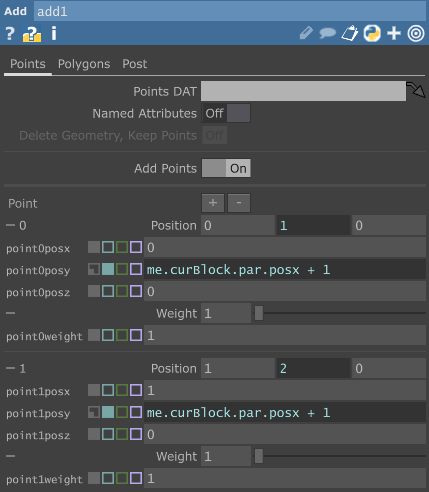 Add add1
? ? i
Points Polygons Post
Points DAT
Named Attributes Off
Delete Geometry, Keep Points Off
Add Points On
Point + -
0 Position 0 1 0
point0posx 0
point0posy me.curBlock.par.posx + 1
point0posz 0
Weight 1
point0weight 1
1 Position 1 2 0
point1posx 1
point1posy me.curBlock.par.posx + 1
point1posz 0
Weight 1
point1weight 1